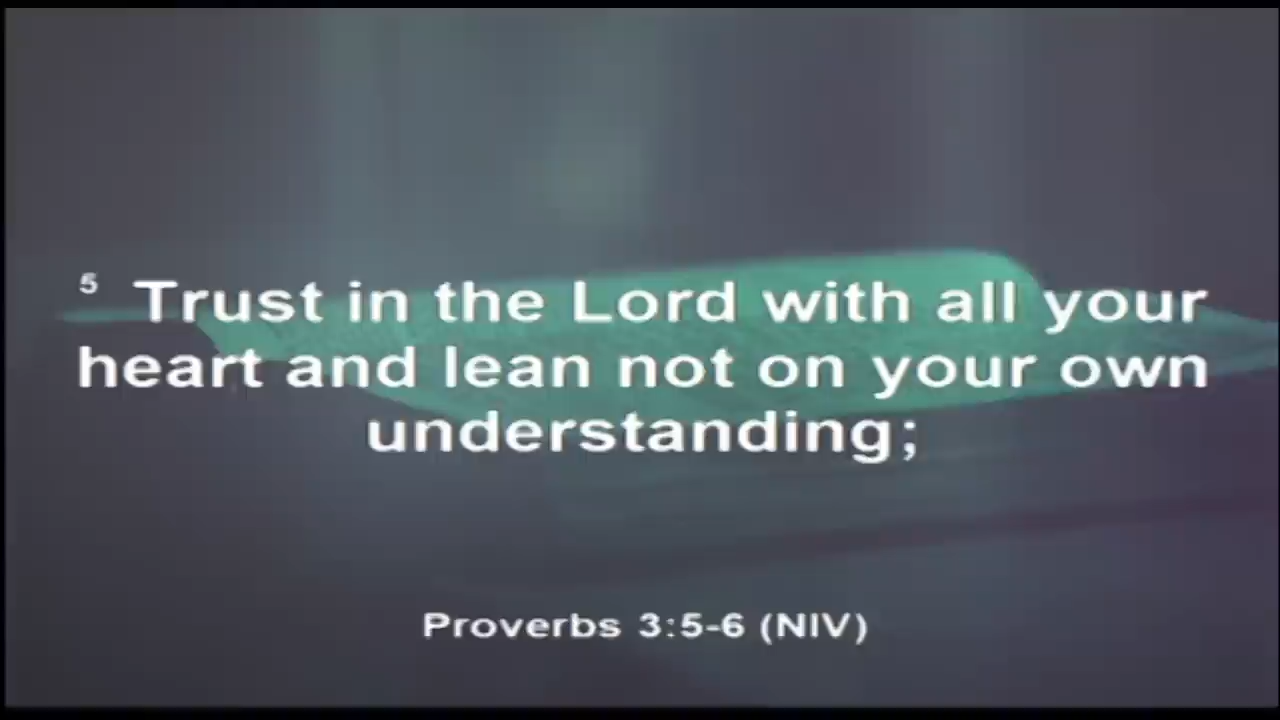 5 Trust in the Lord with all your
heart and lean not on your own
understanding;
Proverbs 3:5-6 (NIV)